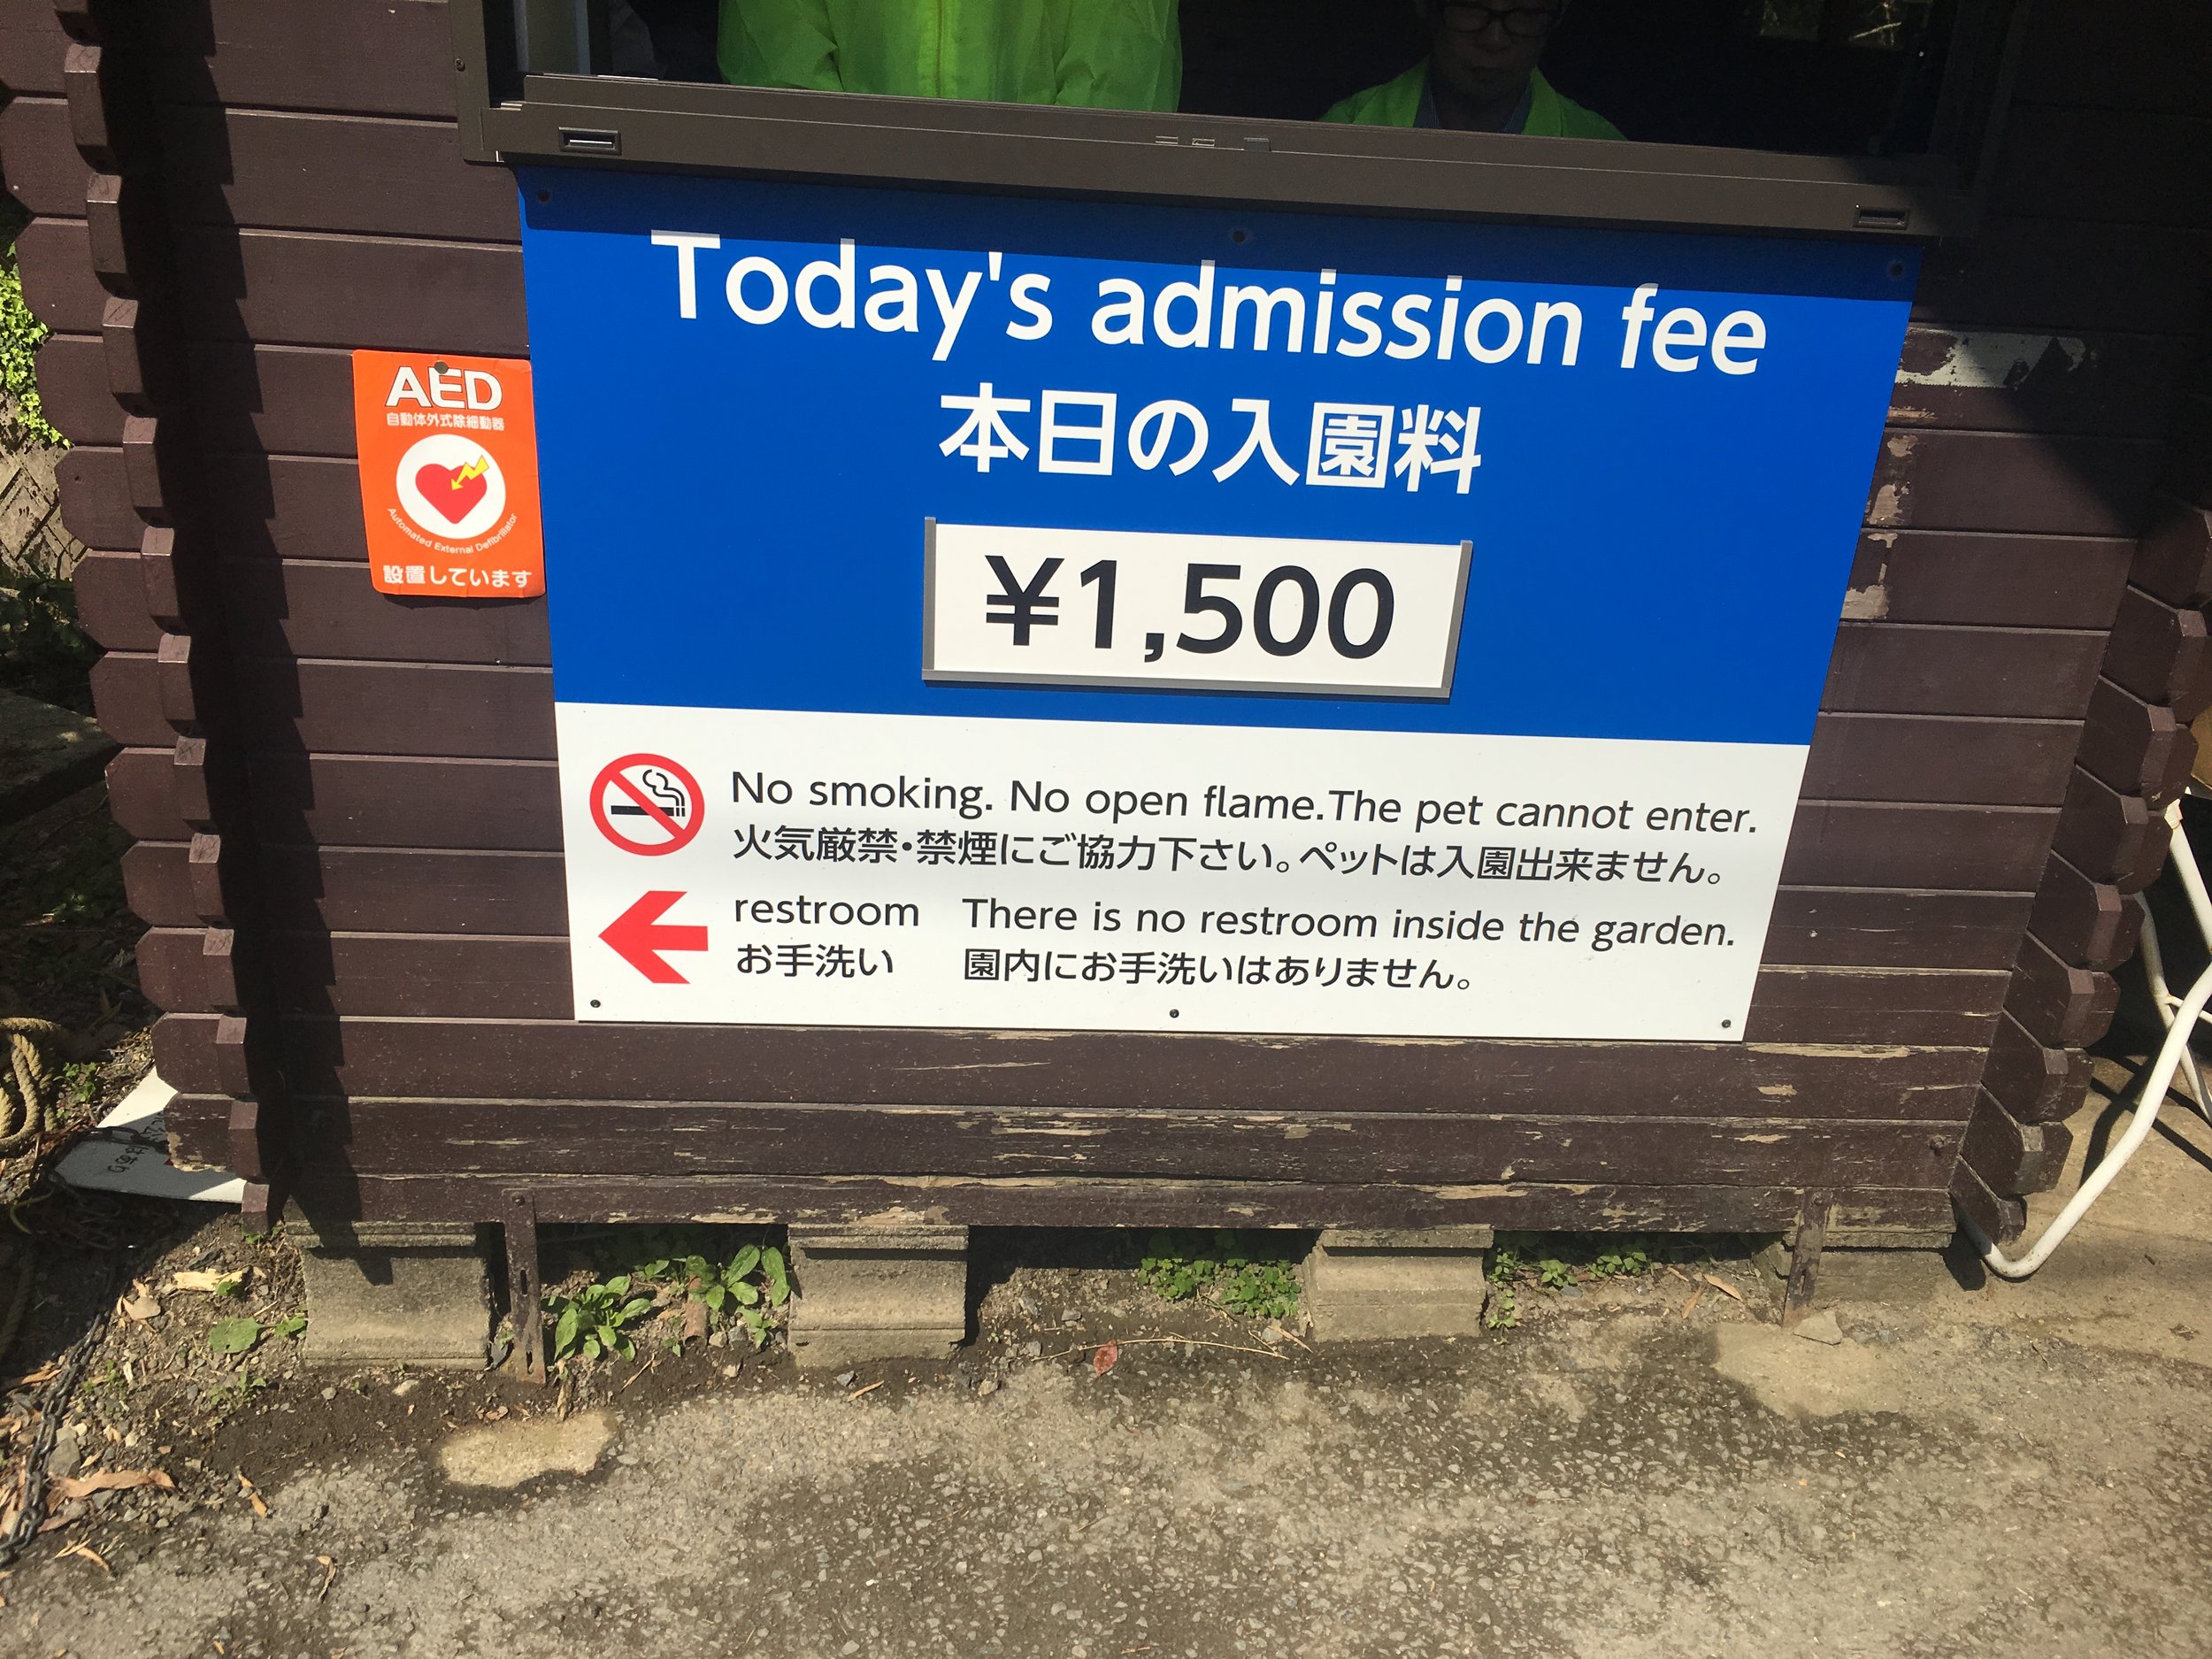 Today's admission fee
本日の入園料
¥1,500
AED
自動体外式除細動器
Automated External Defibrillator
設置しています
No smoking. No open flame.The pet cannot enter.
火気厳禁・禁煙にご協力下さい。ペットは入園出来ません。
restroom There is no restroom inside the garden.
お手洗い 園内にお手洗いはありません。